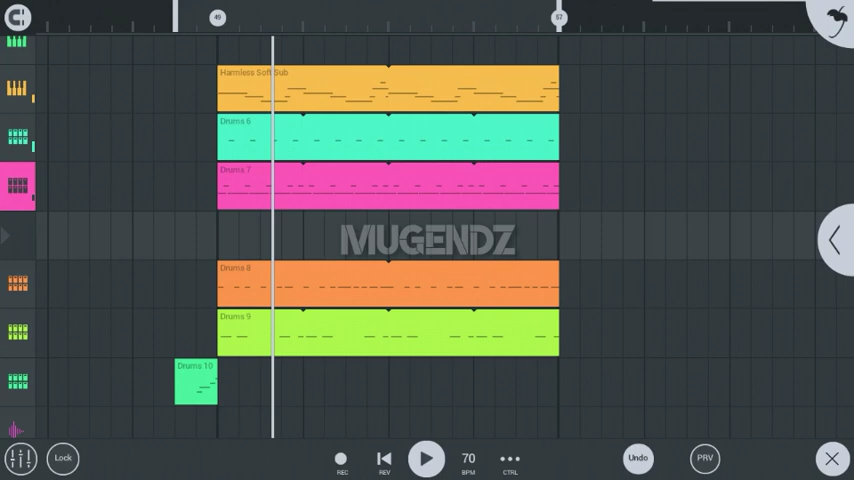 49
57
Harmless Soft Sub
Drums 6
Drums 7
MUGENDZ
Drums 8
Drums 9
Drums 10
Lock
REC
REV
70
BPM
CTRL
Undo
PRV